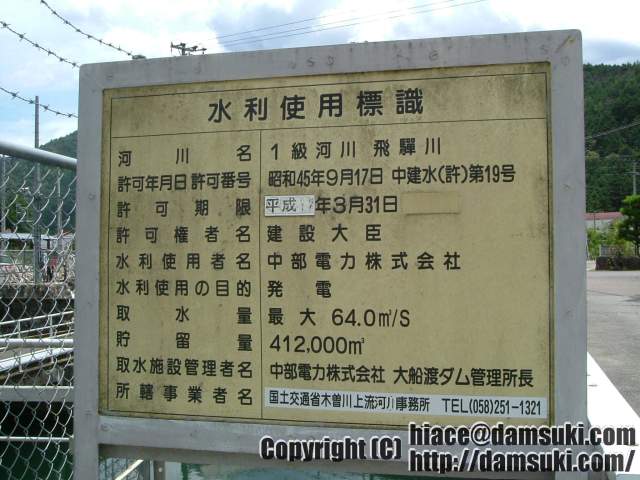 水利使用標識
河川名 1級河川 飛驒川
許可年月日 許可番号 昭和45年9月17日 中建水(許)第19号
許可期限 平成 年3月31日
許可権者名 建設大臣
水利使用者名 中部電力株式会社
水利使用の目的 発電
取水量 最大 64.0㎥/S
貯留量 412,000㎥
取水施設管理者名 中部電力株式会社 大船渡ダム管理所長
所轄事業者名 国土交通省木曽川上流河川事務所 TEL(058)251-1321
Copyright (C) hiace@damsuki.com
http://damsuki.com/